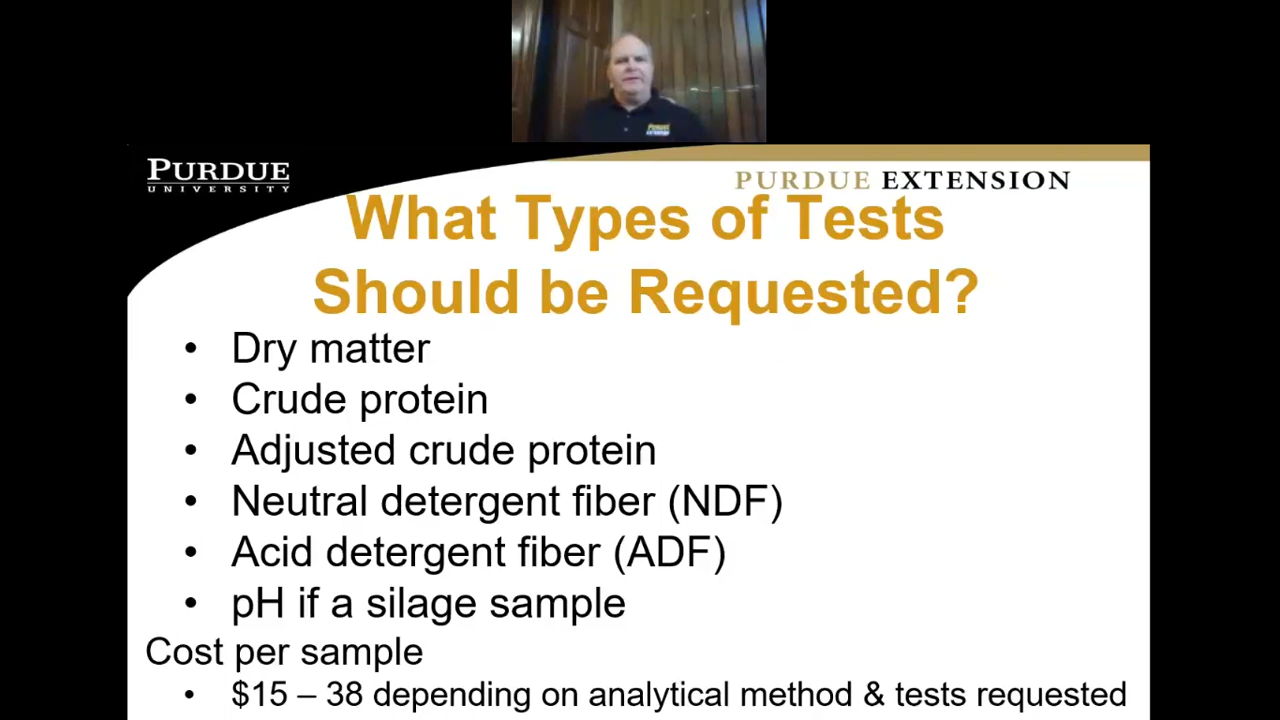 PURDUE
UNIVERSITY
PURDUE EXTENSION
What Types of Tests
Should be Requested?
• Dry matter
• Crude protein
• Adjusted crude protein
• Neutral detergent fiber (NDF)
• Acid detergent fiber (ADF)
• pH if a silage sample
Cost per sample
• $15 – 38 depending on analytical method & tests requested